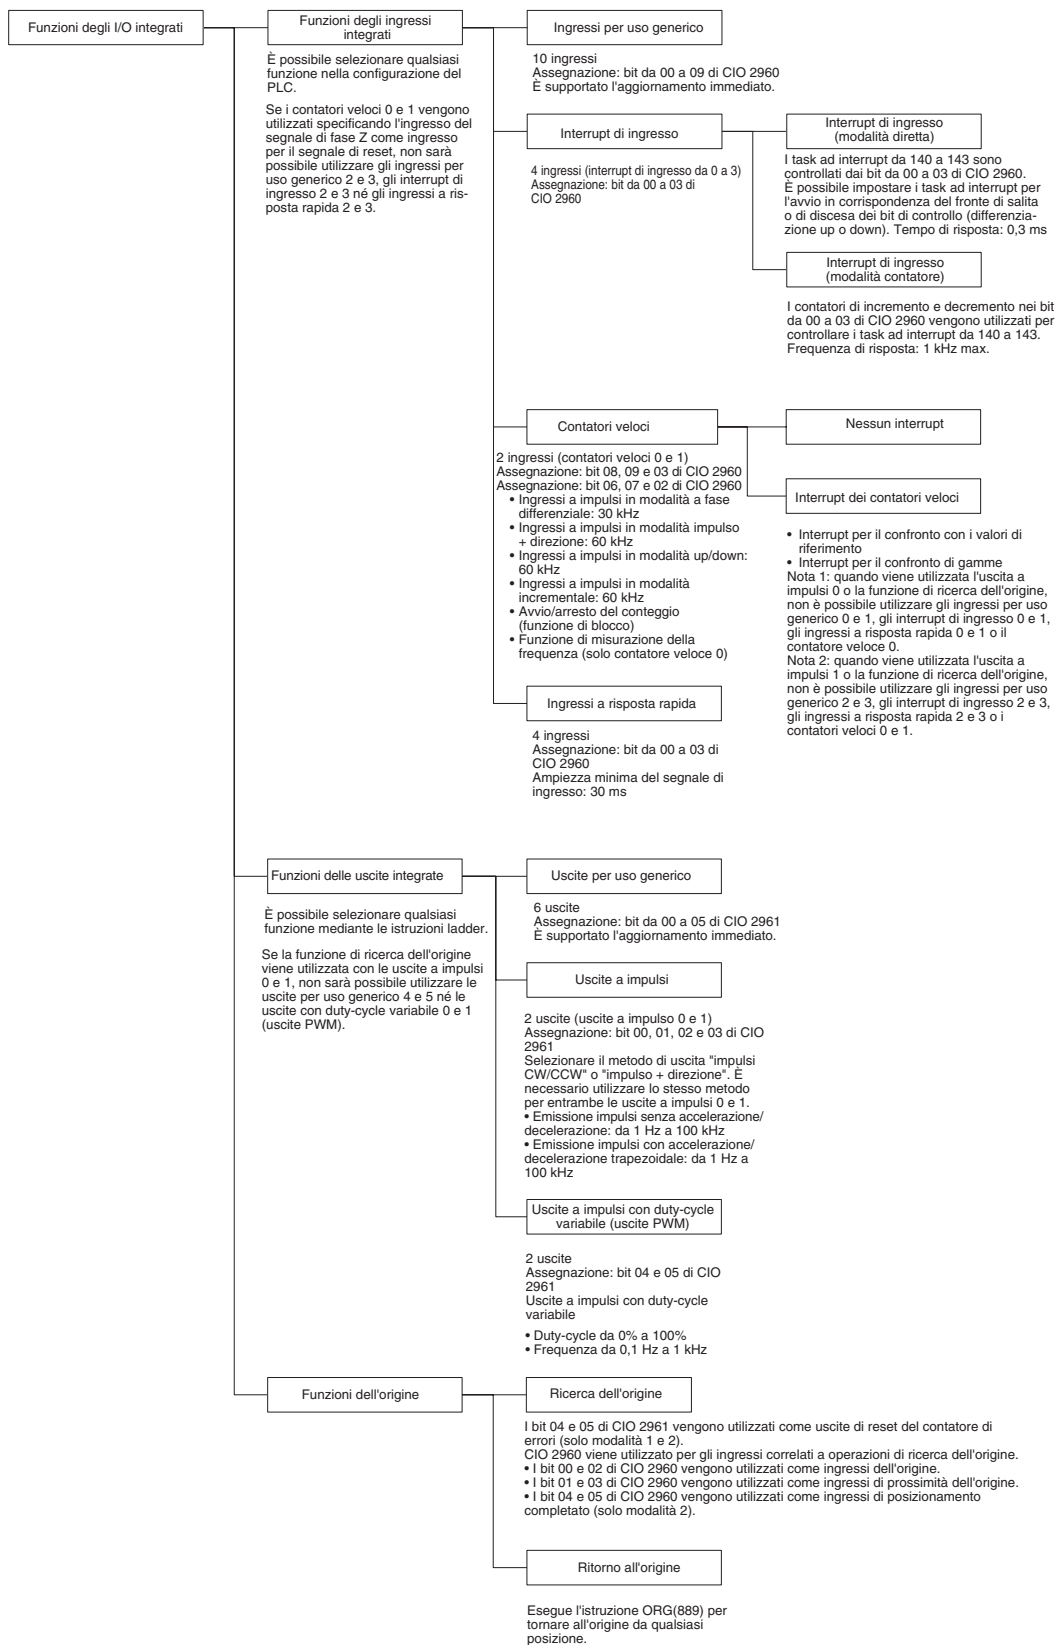 Funzioni degli I/O integrati
Funzioni degli ingressi
integrati
È possibile selezionare qualsiasi
funzione nella configurazione del
PLC.
Se i contatori veloci 0 e 1 vengono
utilizzati specificando l'ingresso del
segnale di fase Z come ingresso
per il segnale di reset, non sarà
possibile utilizzare gli ingressi per
uso generico 2 e 3, gli interrupt di
ingresso 2 e 3 né gli ingressi a ris-
posta rapida 2 e 3.
Ingressi per uso generico
10 ingressi
Assegnazione: bit da 00 a 09 di CIO 2960
È supportato l'aggiornamento immediato.
Interrupt di ingresso
4 ingressi (interrupt di ingresso da 0 a 3)
Assegnazione: bit da 00 a 03 di
CIO 2960
Interrupt di ingresso
(modalità diretta)
I task ad interrupt da 140 a 143 sono
controllati dai bit da 00 a 03 di CIO 2960.
È possibile impostare i task ad interrupt per
l'avvio in corrispondenza del fronte di salita
o di discesa dei bit di controllo (differenzia-
zione up o down). Tempo di risposta: 0,3 ms
Interrupt di ingresso
(modalità contatore)
I contatori di incremento e decremento nei bit
da 00 a 03 di CIO 2960 vengono utilizzati per
controllare i task ad interrupt da 140 a 143.
Frequenza di risposta: 1 kHz max.
Contatori veloci
2 ingressi (contatori veloci 0 e 1)
Assegnazione: bit 08, 09 e 03 di CIO 2960
Assegnazione: bit 06, 07 e 02 di CIO 2960
• Ingressi a impulsi in modalità a fase
differenziale: 30 kHz
• Ingressi a impulsi in modalità impulso
+ direzione: 60 kHz
• Ingressi a impulsi in modalità up/down:
60 kHz
• Ingressi a impulsi in modalità
incrementale: 60 kHz
• Avvio/arresto del conteggio
(funzione di blocco)
• Funzione di misurazione della
frequenza (solo contatore veloce 0)
Nessun interrupt
Interrupt dei contatori veloci
• Interrupt per il confronto con i valori di
riferimento
• Interrupt per il confronto di gamme
Nota 1: quando viene utilizzata l'uscita a
impulsi 0 o la funzione di ricerca dell'origine,
non è possibile utilizzare gli ingressi per uso
generico 0 e 1, gli interrupt di ingresso 0 e 1,
gli ingressi a risposta rapida 0 e 1 o il
contatore veloce 0.
Nota 2: quando viene utilizzata l'uscita a
impulsi 1 o la funzione di ricerca dell'origine,
non è possibile utilizzare gli ingressi per uso
generico 2 e 3, gli interrupt di ingresso 2 e 3,
gli ingressi a risposta rapida 2 e 3 o i
contatori veloci 0 e 1.
Ingressi a risposta rapida
4 ingressi
Assegnazione: bit da 00 a 03 di
CIO 2960
Ampiezza minima del segnale di
ingresso: 30 ms
Funzioni delle uscite integrate
È possibile selezionare qualsiasi
funzione mediante le istruzioni ladder.
Se la funzione di ricerca dell'origine
viene utilizzata con le uscite a impulsi
0 e 1, non sarà possibile utilizzare le
uscite per uso generico 4 e 5 né le
uscite con duty-cycle variabile 0 e 1
(uscite PWM).
Uscite per uso generico
6 uscite
Assegnazione: bit da 00 a 05 di CIO 2961
È supportato l'aggiornamento immediato.
Uscite a impulsi
2 uscite (uscite a impulso 0 e 1)
Assegnazione: bit 00, 01, 02 e 03 di CIO
2961
Selezionare il metodo di uscita "impulsi
CW/CCW" o "impulso + direzione". È
necessario utilizzare lo stesso metodo
per entrambe le uscite a impulsi 0 e 1.
• Emissione impulsi senza accelerazione/
decelerazione: da 1 Hz a 100 kHz
• Emissione impulsi con accelerazione/
decelerazione trapezoidale: da 1 Hz a
100 kHz
Uscite a impulsi con duty-cycle
variabile (uscite PWM)
2 uscite
Assegnazione: bit 04 e 05 di CIO
2961
Uscite a impulsi con duty-cycle
variabile
• Duty-cycle da 0% a 100%
• Frequenza da 0,1 Hz a 1 kHz
Funzioni dell'origine
Ricerca dell'origine
I bit 04 e 05 di CIO 2961 vengono utilizzati come uscite di reset del contatore di
errori (solo modalità 1 e 2).
CIO 2960 viene utilizzato per gli ingressi correlati a operazioni di ricerca dell'origine.
• I bit 00 e 02 di CIO 2960 vengono utilizzati come ingressi dell'origine.
• I bit 01 e 03 di CIO 2960 vengono utilizzati come ingressi di prossimità dell'origine.
• I bit 04 e 05 di CIO 2960 vengono utilizzati come ingressi di posizionamento
completato (solo modalità 2).
Ritorno all'origine
Esegue l'istruzione ORG(889) per
tornare all'origine da qualsiasi
posizione.